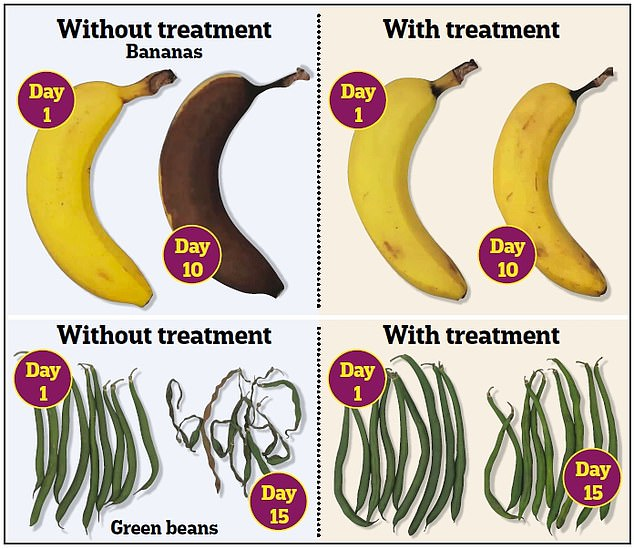 Without treatment
Bananas
Day
1
Day
10
With treatment
Day
1
Day
10
Without treatment
Day
1
Day
15
Green beans
With treatment
Day
1
Day
15